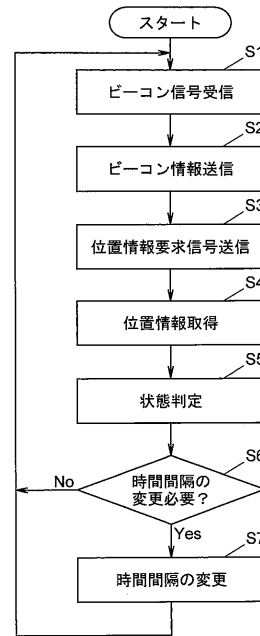 スタート
S1
ビーコン信号受信
S2
ビーコン情報送信
S3
位置情報要求信号送信
S4
位置情報取得
S5
状態判定
S6
時間間隔の
変更必要？
No
Yes
S7
時間間隔の変更